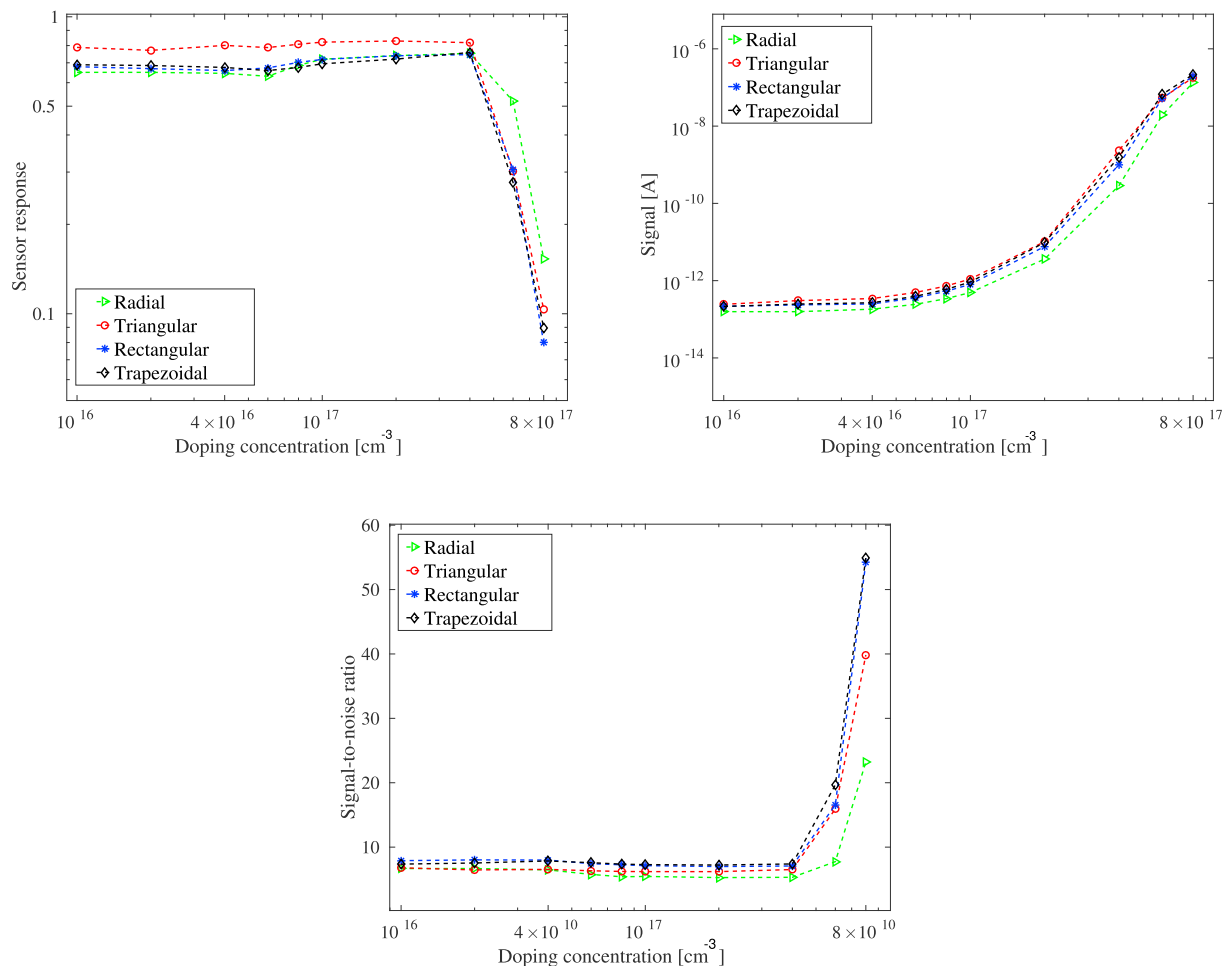 1
0.5
0.1
Sensor response
Radial
Triangular
Rectangular
Trapezoidal
10 16 4 × 10 16 10 17 8 × 10 17
Doping concentration [cm-3]
10-6
10-8
10-10
10-12
10-14
Signal [A]
Radial
Triangular
Rectangular
Trapezoidal
10 16 4 × 10 16 10 17 8 × 10 17
Doping concentration [cm-3]
60
50
40
30
20
10
Signal-to-noise ratio
Radial
Triangular
Rectangular
Trapezoidal
10 16 4 × 10 10 10 17 8 × 10 10
Doping concentration [cm-3]